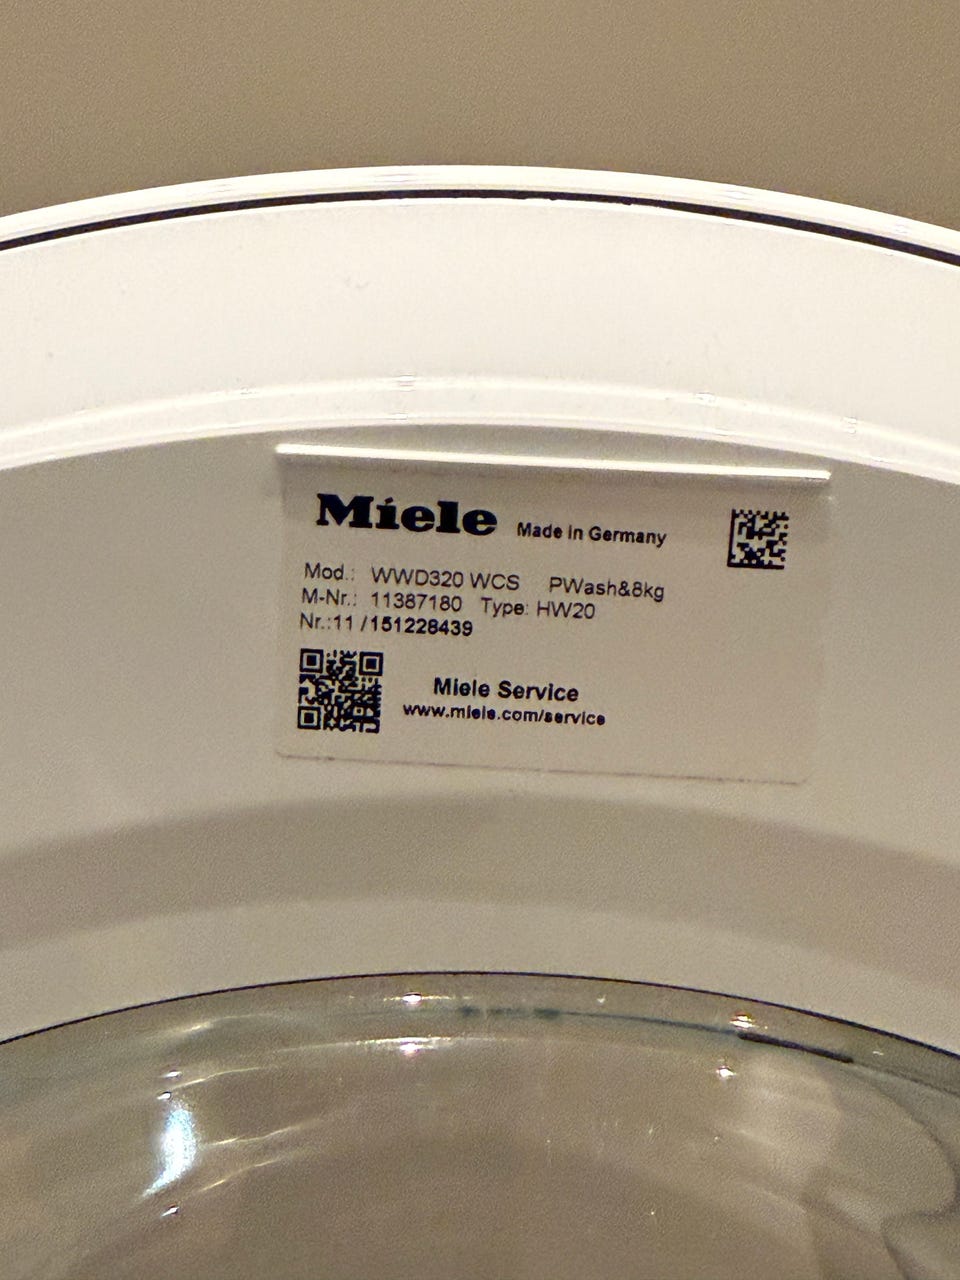 Miele Made in Germany
Mod.: WWD320 WCS PWash&8kg
M-Nr.: 11387180 Type: HW20
Nr.:11 /151228439
Miele Service
www.miele.com/service